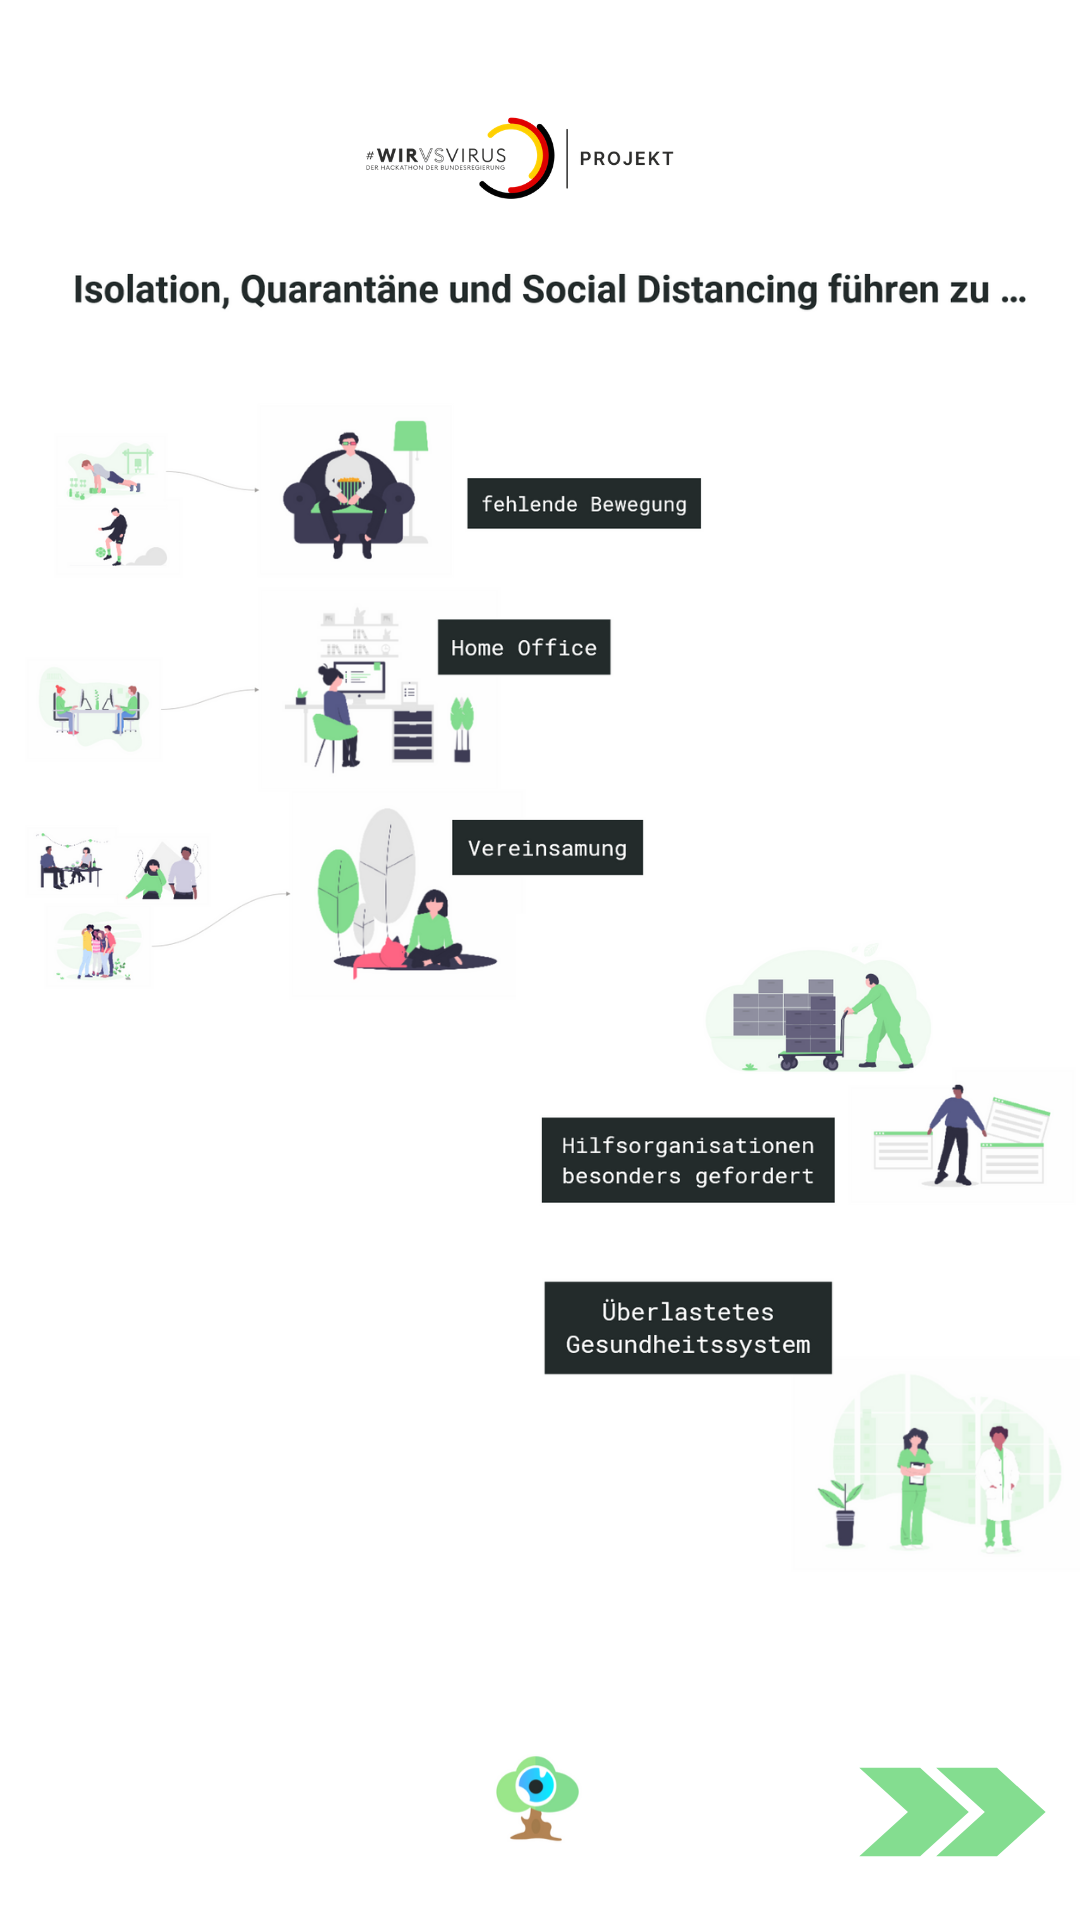 #WIRVSVIRUS
DER HACKATHON DER BUNDESREGIERUNG
PROJEKT
Isolation, Quarantäne und Social Distancing führen zu ...
fehlende Bewegung
Home Office
Vereinsamung
Hilfsorganisationen
besonders gefordert
Überlastetes
Gesundheitssystem